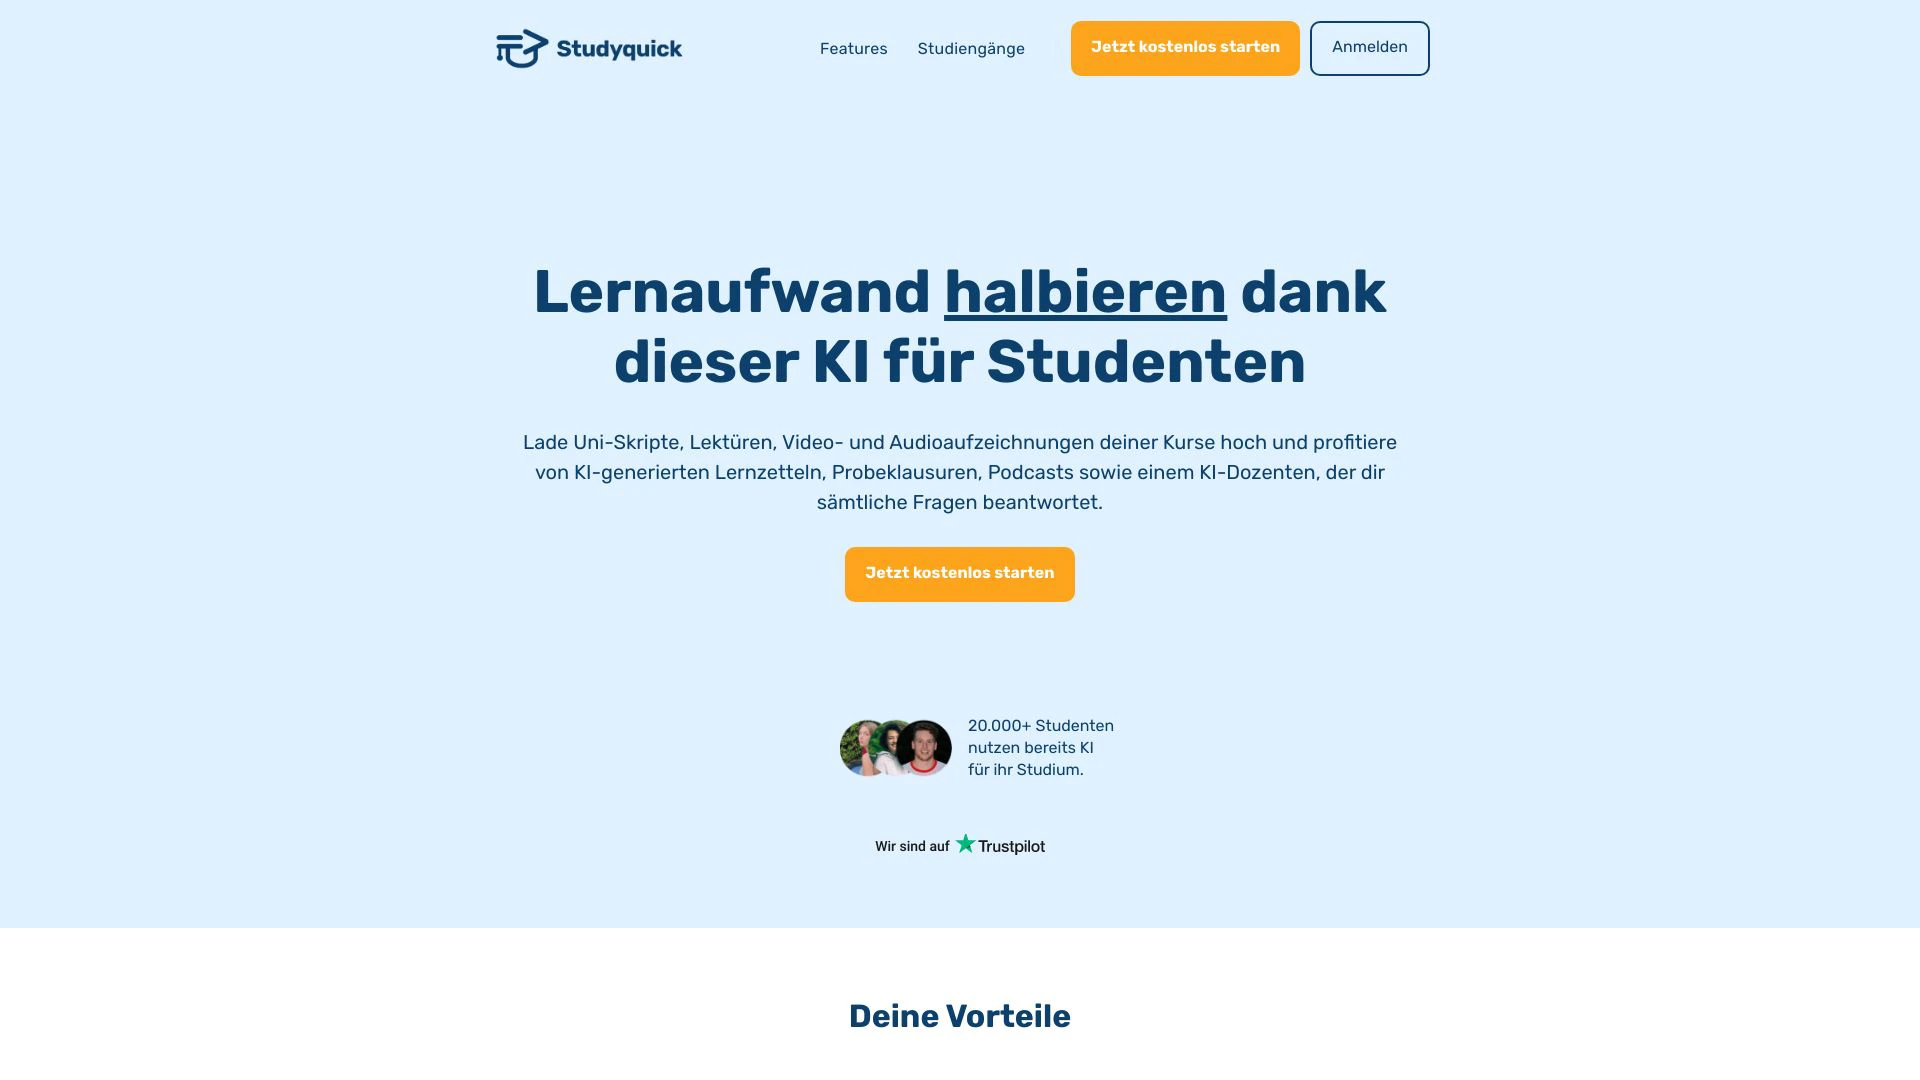 Studyquick
Features
Studiengänge
Jetzt kostenlos starten
Anmelden
Lernaufwand halbieren dank
dieser KI für Studenten
Lade Uni-Skripte, Lektüren, Video- und Audioaufzeichnungen deiner Kurse hoch und profitiere
von KI-generierten Lernzetteln, Probeklausuren, Podcasts sowie einem KI-Dozenten, der dir
sämtliche Fragen beantwortet.
Jetzt kostenlos starten
20.000+ Studenten
nutzen bereits KI
für ihr Studium.
Wir sind auf Trustpilot
Deine Vorteile